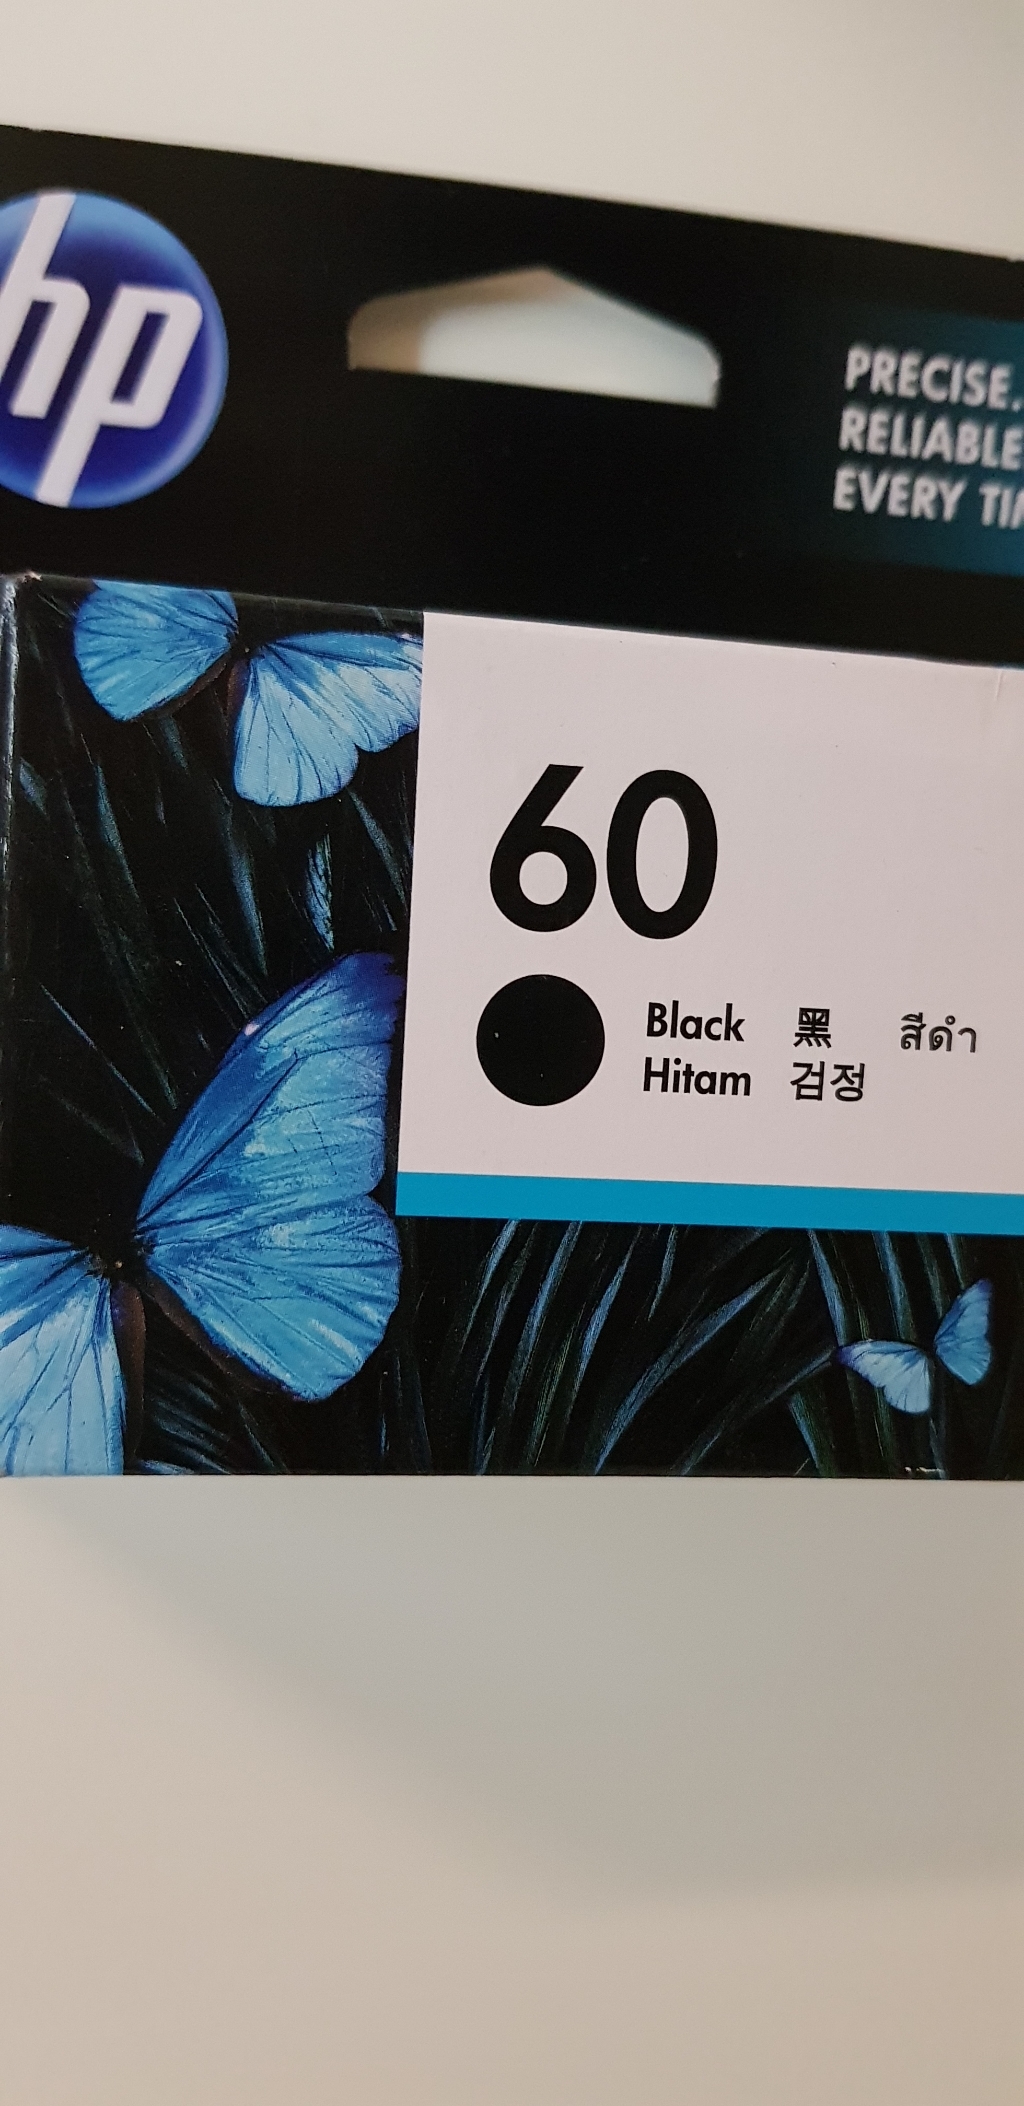 hp
PRECISE.
RELIABLE
EVERY
60
Black 黑 สีดำ
Hitam 검정